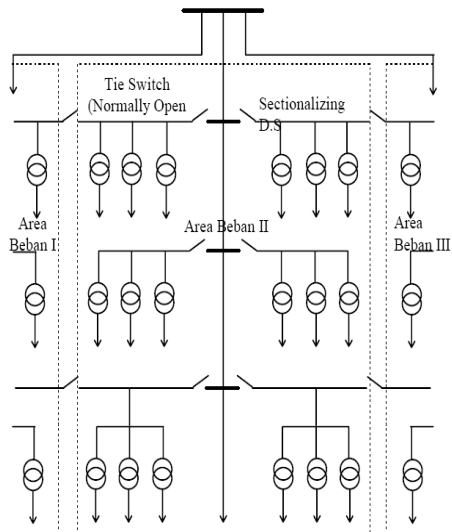 Tie Switch
(Normally Open
Sectionalizing
D.S
Area
Beban I
Area Beban II
Area
Beban III